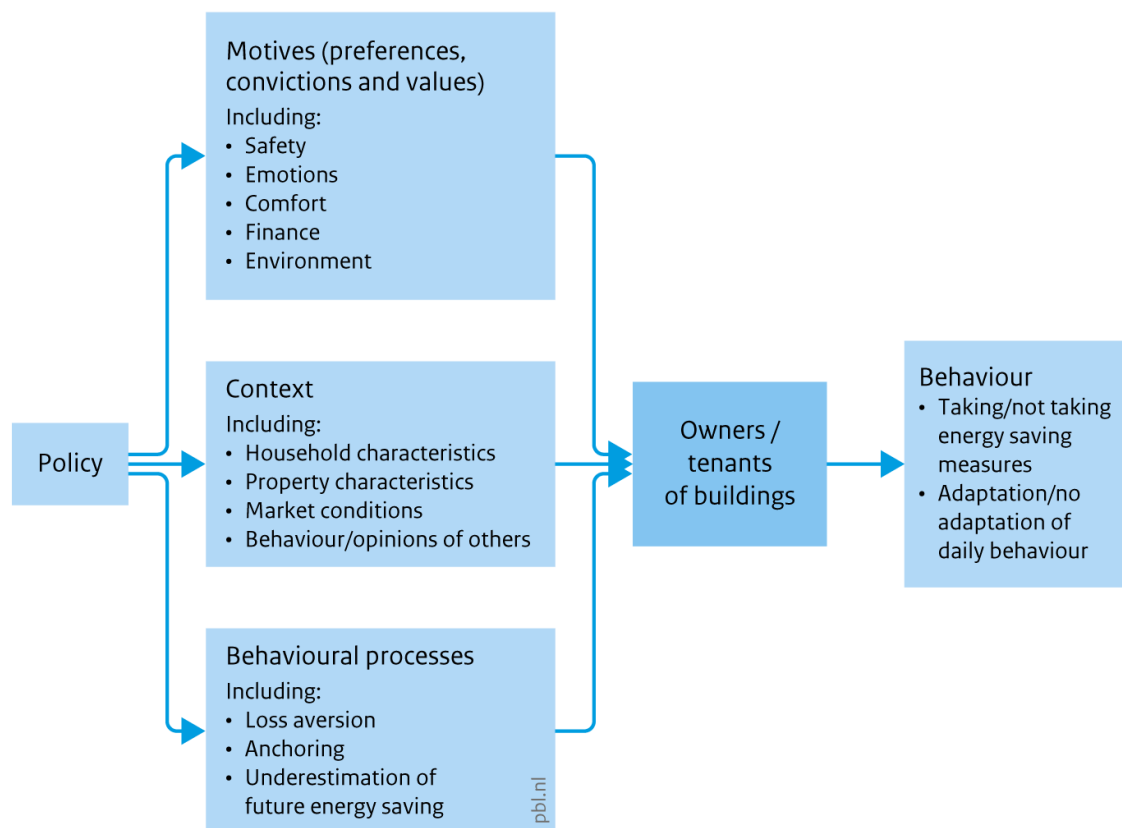 Motives (preferences,
convictions and values)
Including:
• Safety
• Emotions
• Comfort
• Finance
• Environment
Policy
Context
Including:
• Household characteristics
• Property characteristics
• Market conditions
• Behaviour/opinions of others
Behavioural processes
Including:
• Loss aversion
• Anchoring
• Underestimation of
future energy saving
pbl.nl
Owners /
tenants
of buildings
Behaviour
• Taking/not taking
energy saving
measures
• Adaptation/no
adaptation of
daily behaviour